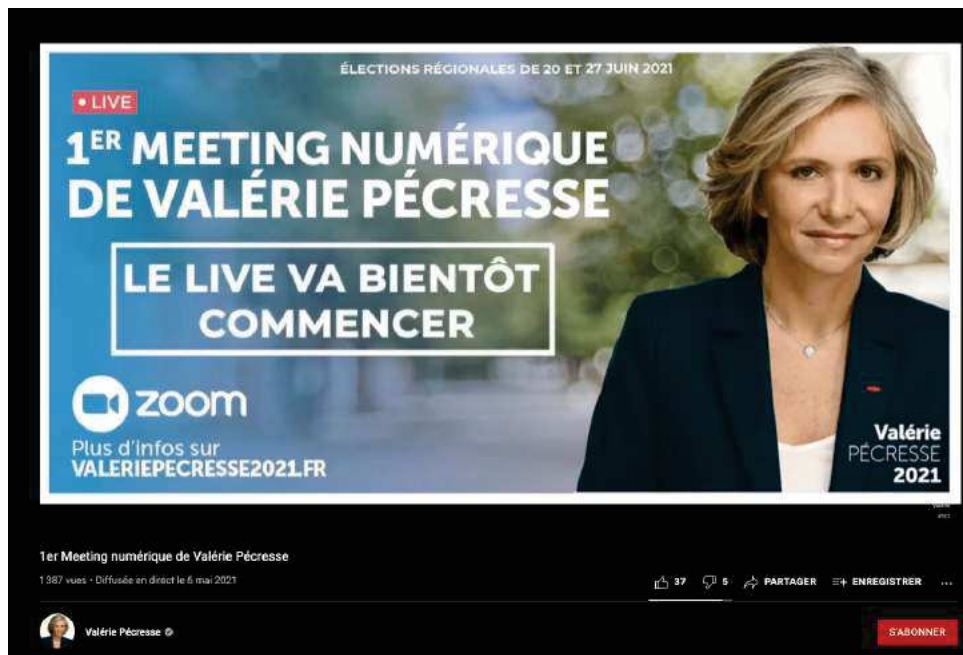 ÉLECTIONS RÉGIONALES DE 20 ET 27 JUIN 2021
• LIVE
1ER MEETING NUMÉRIQUE
DE VALÉRIE PÉCRESSE
LE LIVE VA BIENTÔT
COMMENCER
zoom
Plus d'infos sur
VALERIEPECRESSE2021.FR
Valérie
PÉCRESSE
2021
1er Meeting numérique de Valérie Pécresse
1 387 vues • Diffusée en direct le 6 mai 2021
37 5 PARTAGER ENREGISTRER ...
Valérie Pécresse
S'ABONNER